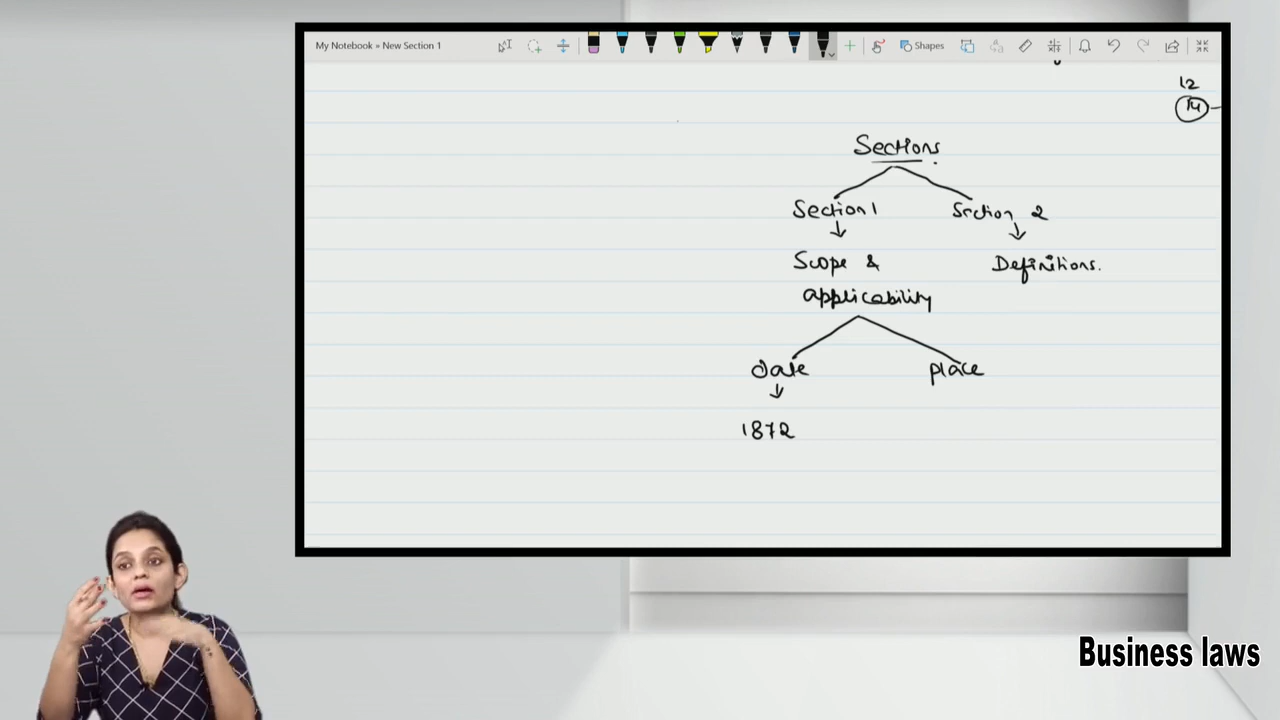 My Notebook » New Section 1
Shapes
12
14
Sections
Section 1
Section 2
Scope &
applicability
Definitions.
date
place
1872
Business laws